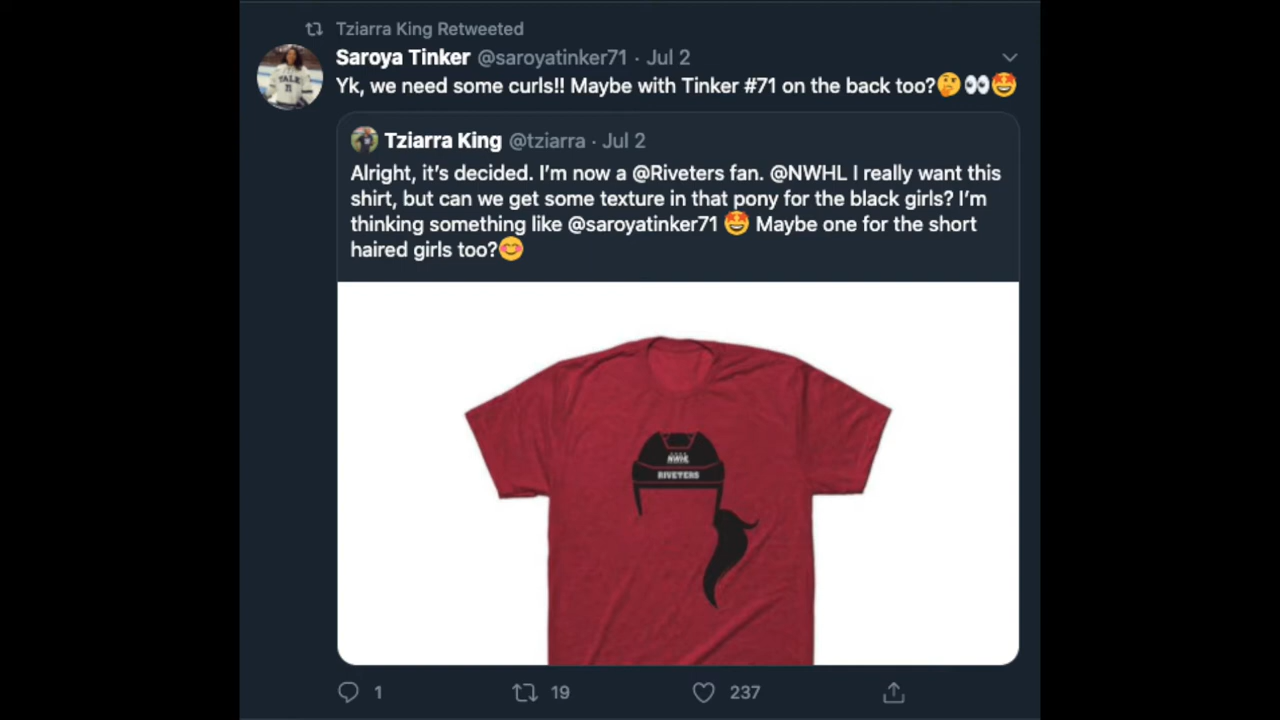 Tziarra King Retweeted
Saroya Tinker @saroyatinker71 · Jul 2
Yk, we need some curls!! Maybe with Tinker #71 on the back too?🤔👀🤩
YALE
Tziarra King @tziarra · Jul 2
Alright, it's decided. I'm now a @Riveters fan. @NWHL I really want this
shirt, but can we get some texture in that pony for the black girls? I'm
thinking something like @saroyatinker71 🤩 Maybe one for the short
haired girls too?😊
NWHL
RIVETERS
1 19 237